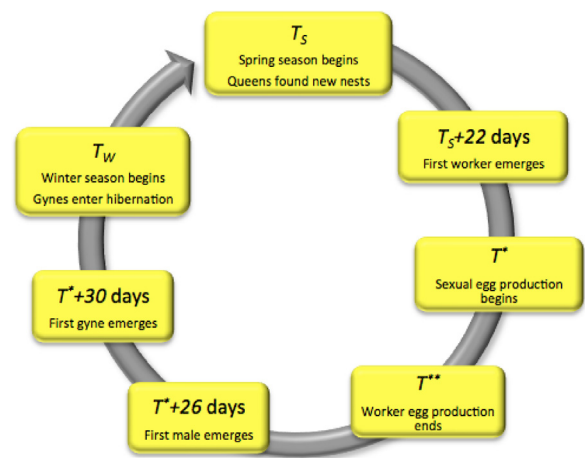 T_S
Spring season begins
Queens found new nests
T_S+22 days
First worker emerges
T*
Sexual egg production
begins
T**
Worker egg production
ends
T*+26 days
First male emerges
T*+30 days
First gyne emerges
T_W
Winter season begins
Gynes enter hibernation